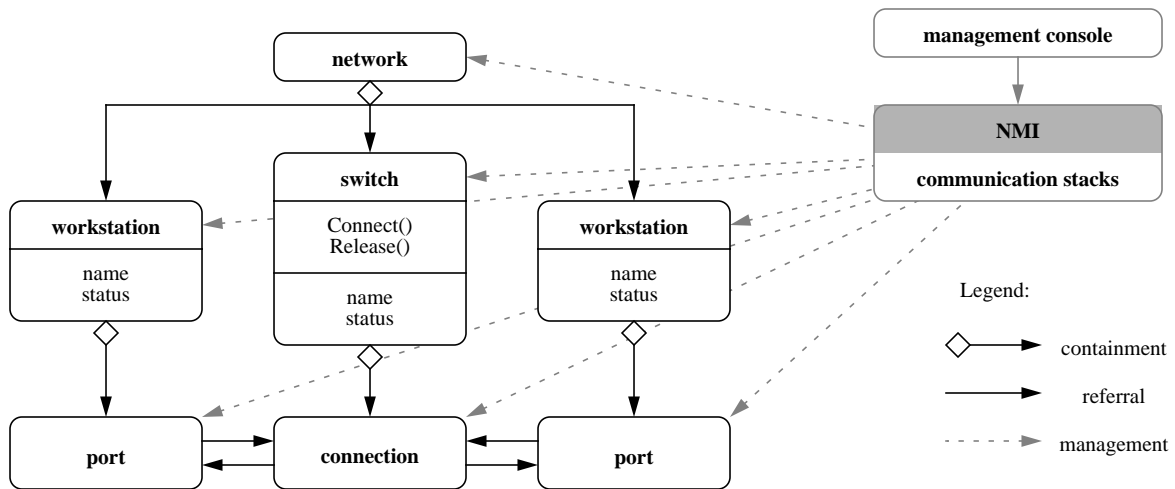 management console
network
NMI
communication stacks
switch
Connect()
Release()
name
status
workstation
name
status
workstation
name
status
Legend:
containment
referral
management
port
connection
port